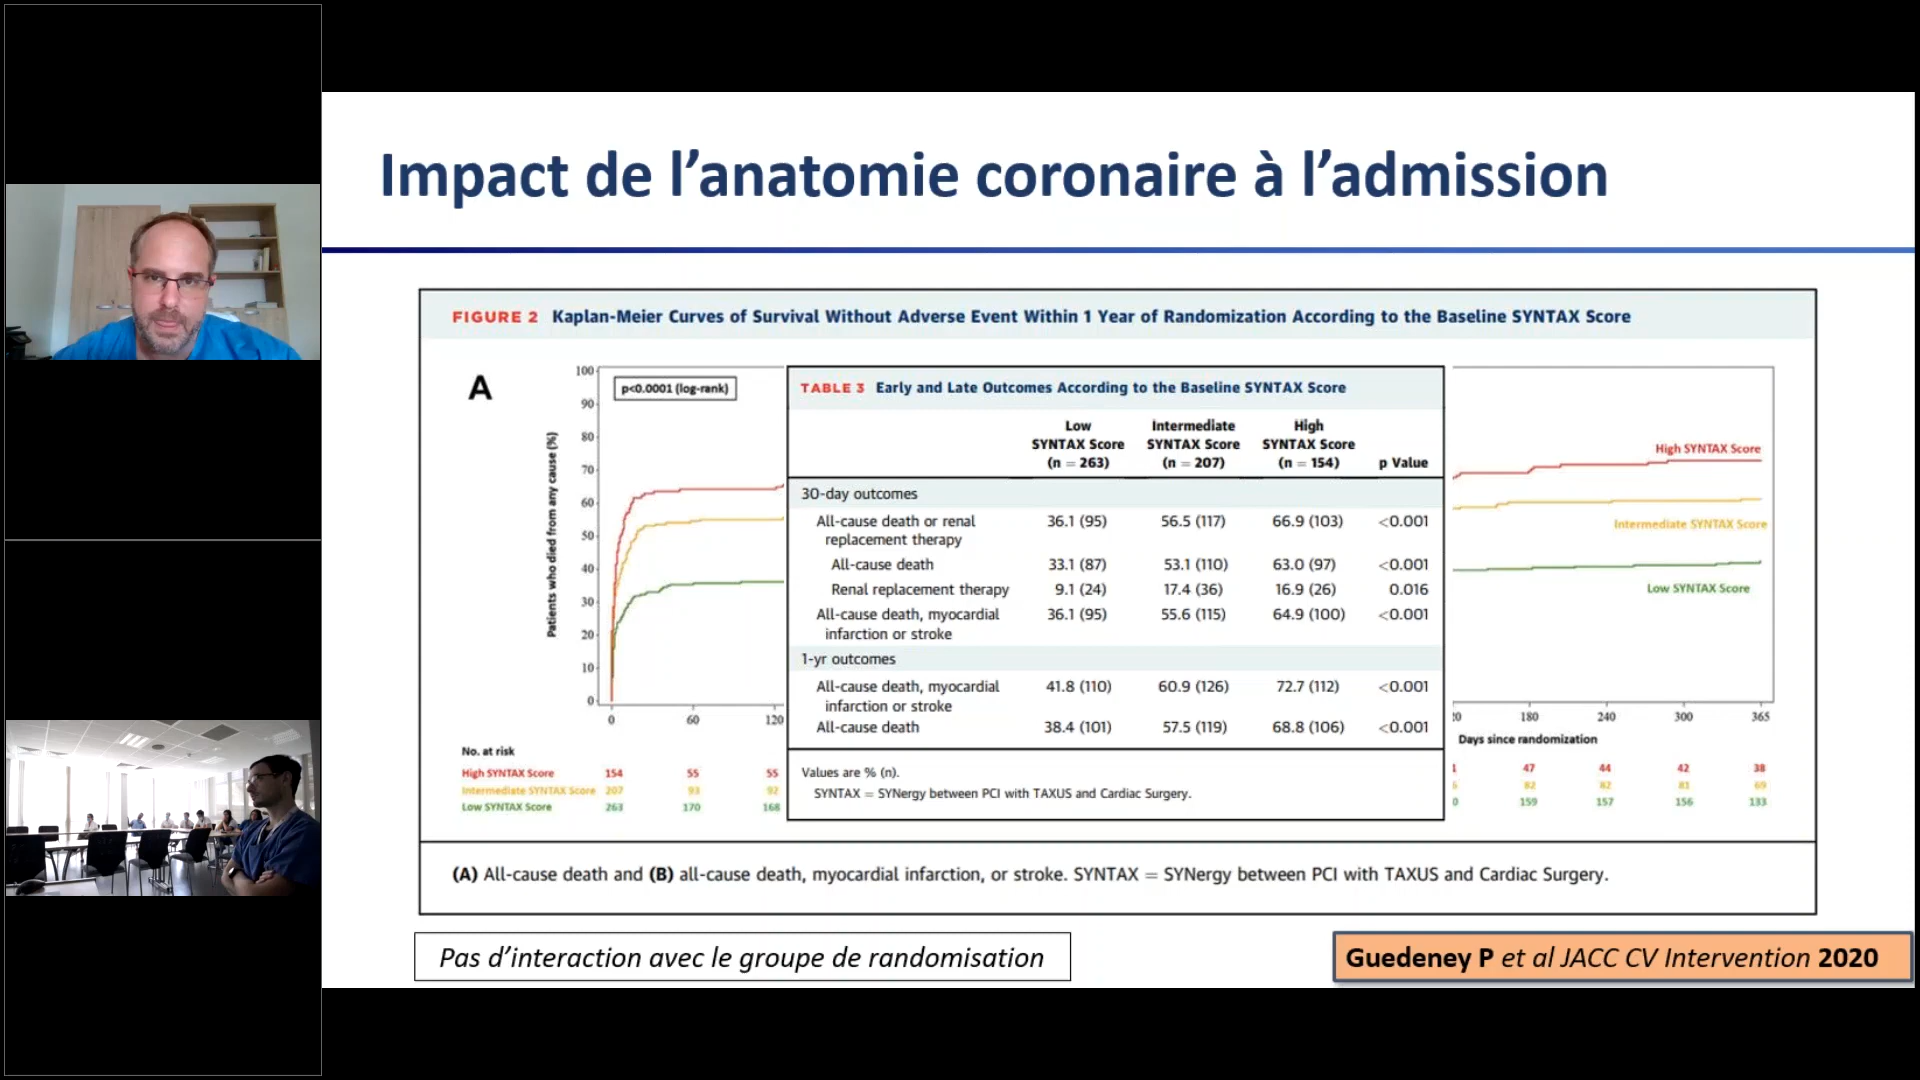 Impact de l’anatomie coronaire à l’admission
FIGURE 2 Kaplan-Meier Curves of Survival Without Adverse Event Within 1 Year of Randomization According to the Baseline SYNTAX Score
A
p<0.0001 (log-rank)
Patients who died from any cause (%)
100
90
80
70
60
50
40
30
20
10
0
0 60 120
No. at risk
High SYNTAX Score 154 55 55
Intermediate SYNTAX Score 207 93 92
Low SYNTAX Score 263 170 168
TABLE 3 Early and Late Outcomes According to the Baseline SYNTAX Score
Low SYNTAX Score (n = 263) Intermediate SYNTAX Score (n = 207) High SYNTAX Score (n = 154) p Value
30-day outcomes
All-cause death or renal replacement therapy 36.1 (95) 56.5 (117) 66.9 (103) <0.001
All-cause death 33.1 (87) 53.1 (110) 63.0 (97) <0.001
Renal replacement therapy 9.1 (24) 17.4 (36) 16.9 (26) 0.016
All-cause death, myocardial infarction or stroke 36.1 (95) 55.6 (115) 64.9 (100) <0.001
1-yr outcomes
All-cause death, myocardial infarction or stroke 41.8 (110) 60.9 (126) 72.7 (112) <0.001
All-cause death 38.4 (101) 57.5 (119) 68.8 (106) <0.001
Values are % (n).
SYNTAX = SYNergy between PCI with TAXUS and Cardiac Surgery.
High SYNTAX Score
Intermediate SYNTAX Score
Low SYNTAX Score
20 180 240 300 365
Days since randomization
1 47 44 42 38
82 82 81 69
0 159 157 156 133
(A) All-cause death and (B) all-cause death, myocardial infarction, or stroke. SYNTAX = SYNergy between PCI with TAXUS and Cardiac Surgery.
Pas d’interaction avec le groupe de randomisation
Guedeney P et al JACC CV Intervention 2020